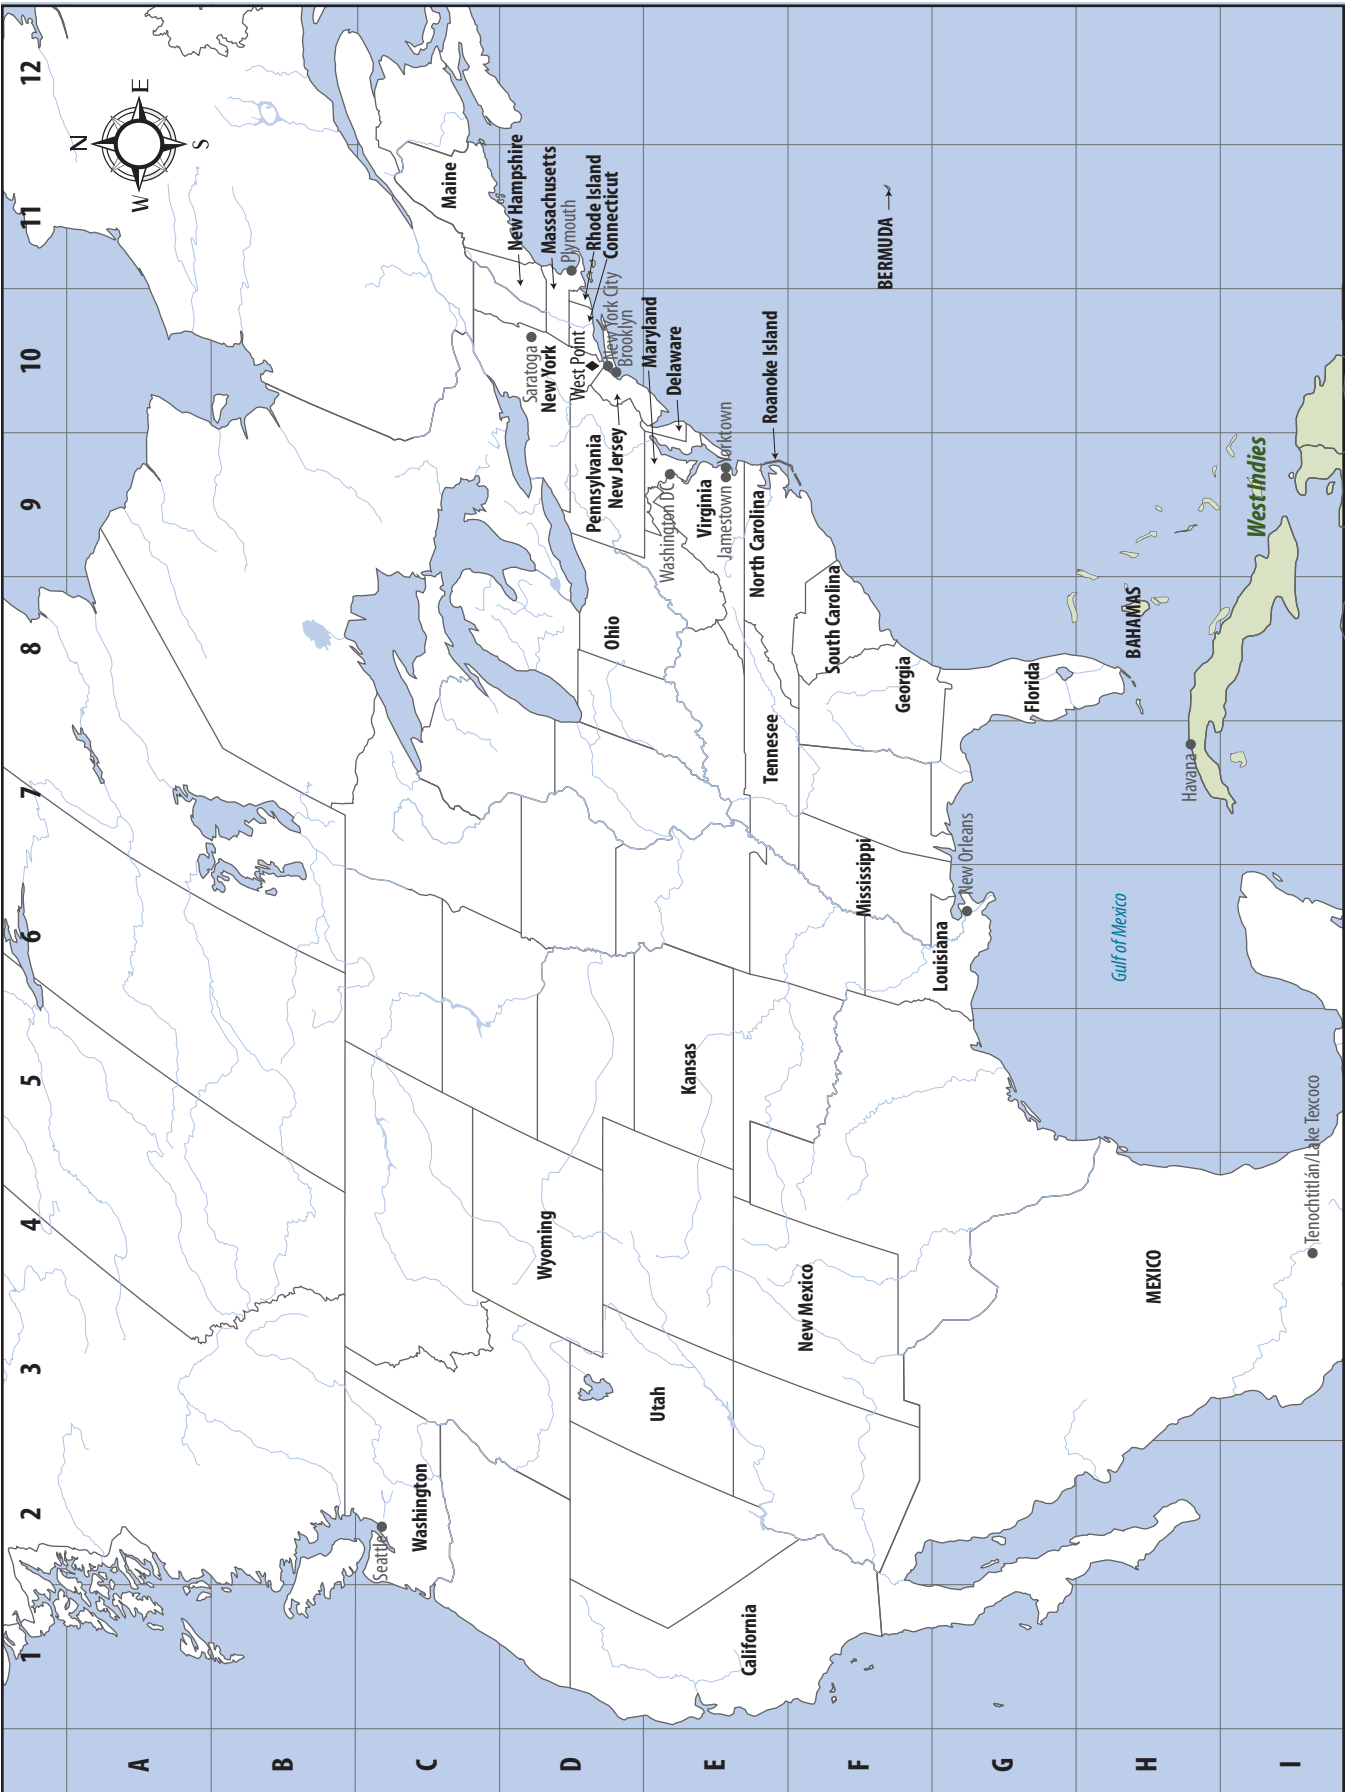 1
2
3
4
5
6
7
8
9
10
11
12
A
B
C
D
E
F
G
H
I
N
E
S
W
Maine
New Hampshire
Massachusetts
Plymouth
Rhode Island
Connecticut
Saratoga
New York
West Point
New York City
Brooklyn
Maryland
Delaware
Pennsylvania
New Jersey
Washington DC
Virginia
Jamestown
Yorktown
Roanoke Island
North Carolina
South Carolina
Ohio
Tennessee
Georgia
Florida
BERMUDA
BAHAMAS
West Indies
Havana
New Orleans
Mississippi
Louisiana
Gulf of Mexico
Kansas
Wyoming
New Mexico
Utah
Washington
Seattle
California
MEXICO
Tenochtitlán/Lake Texcoco